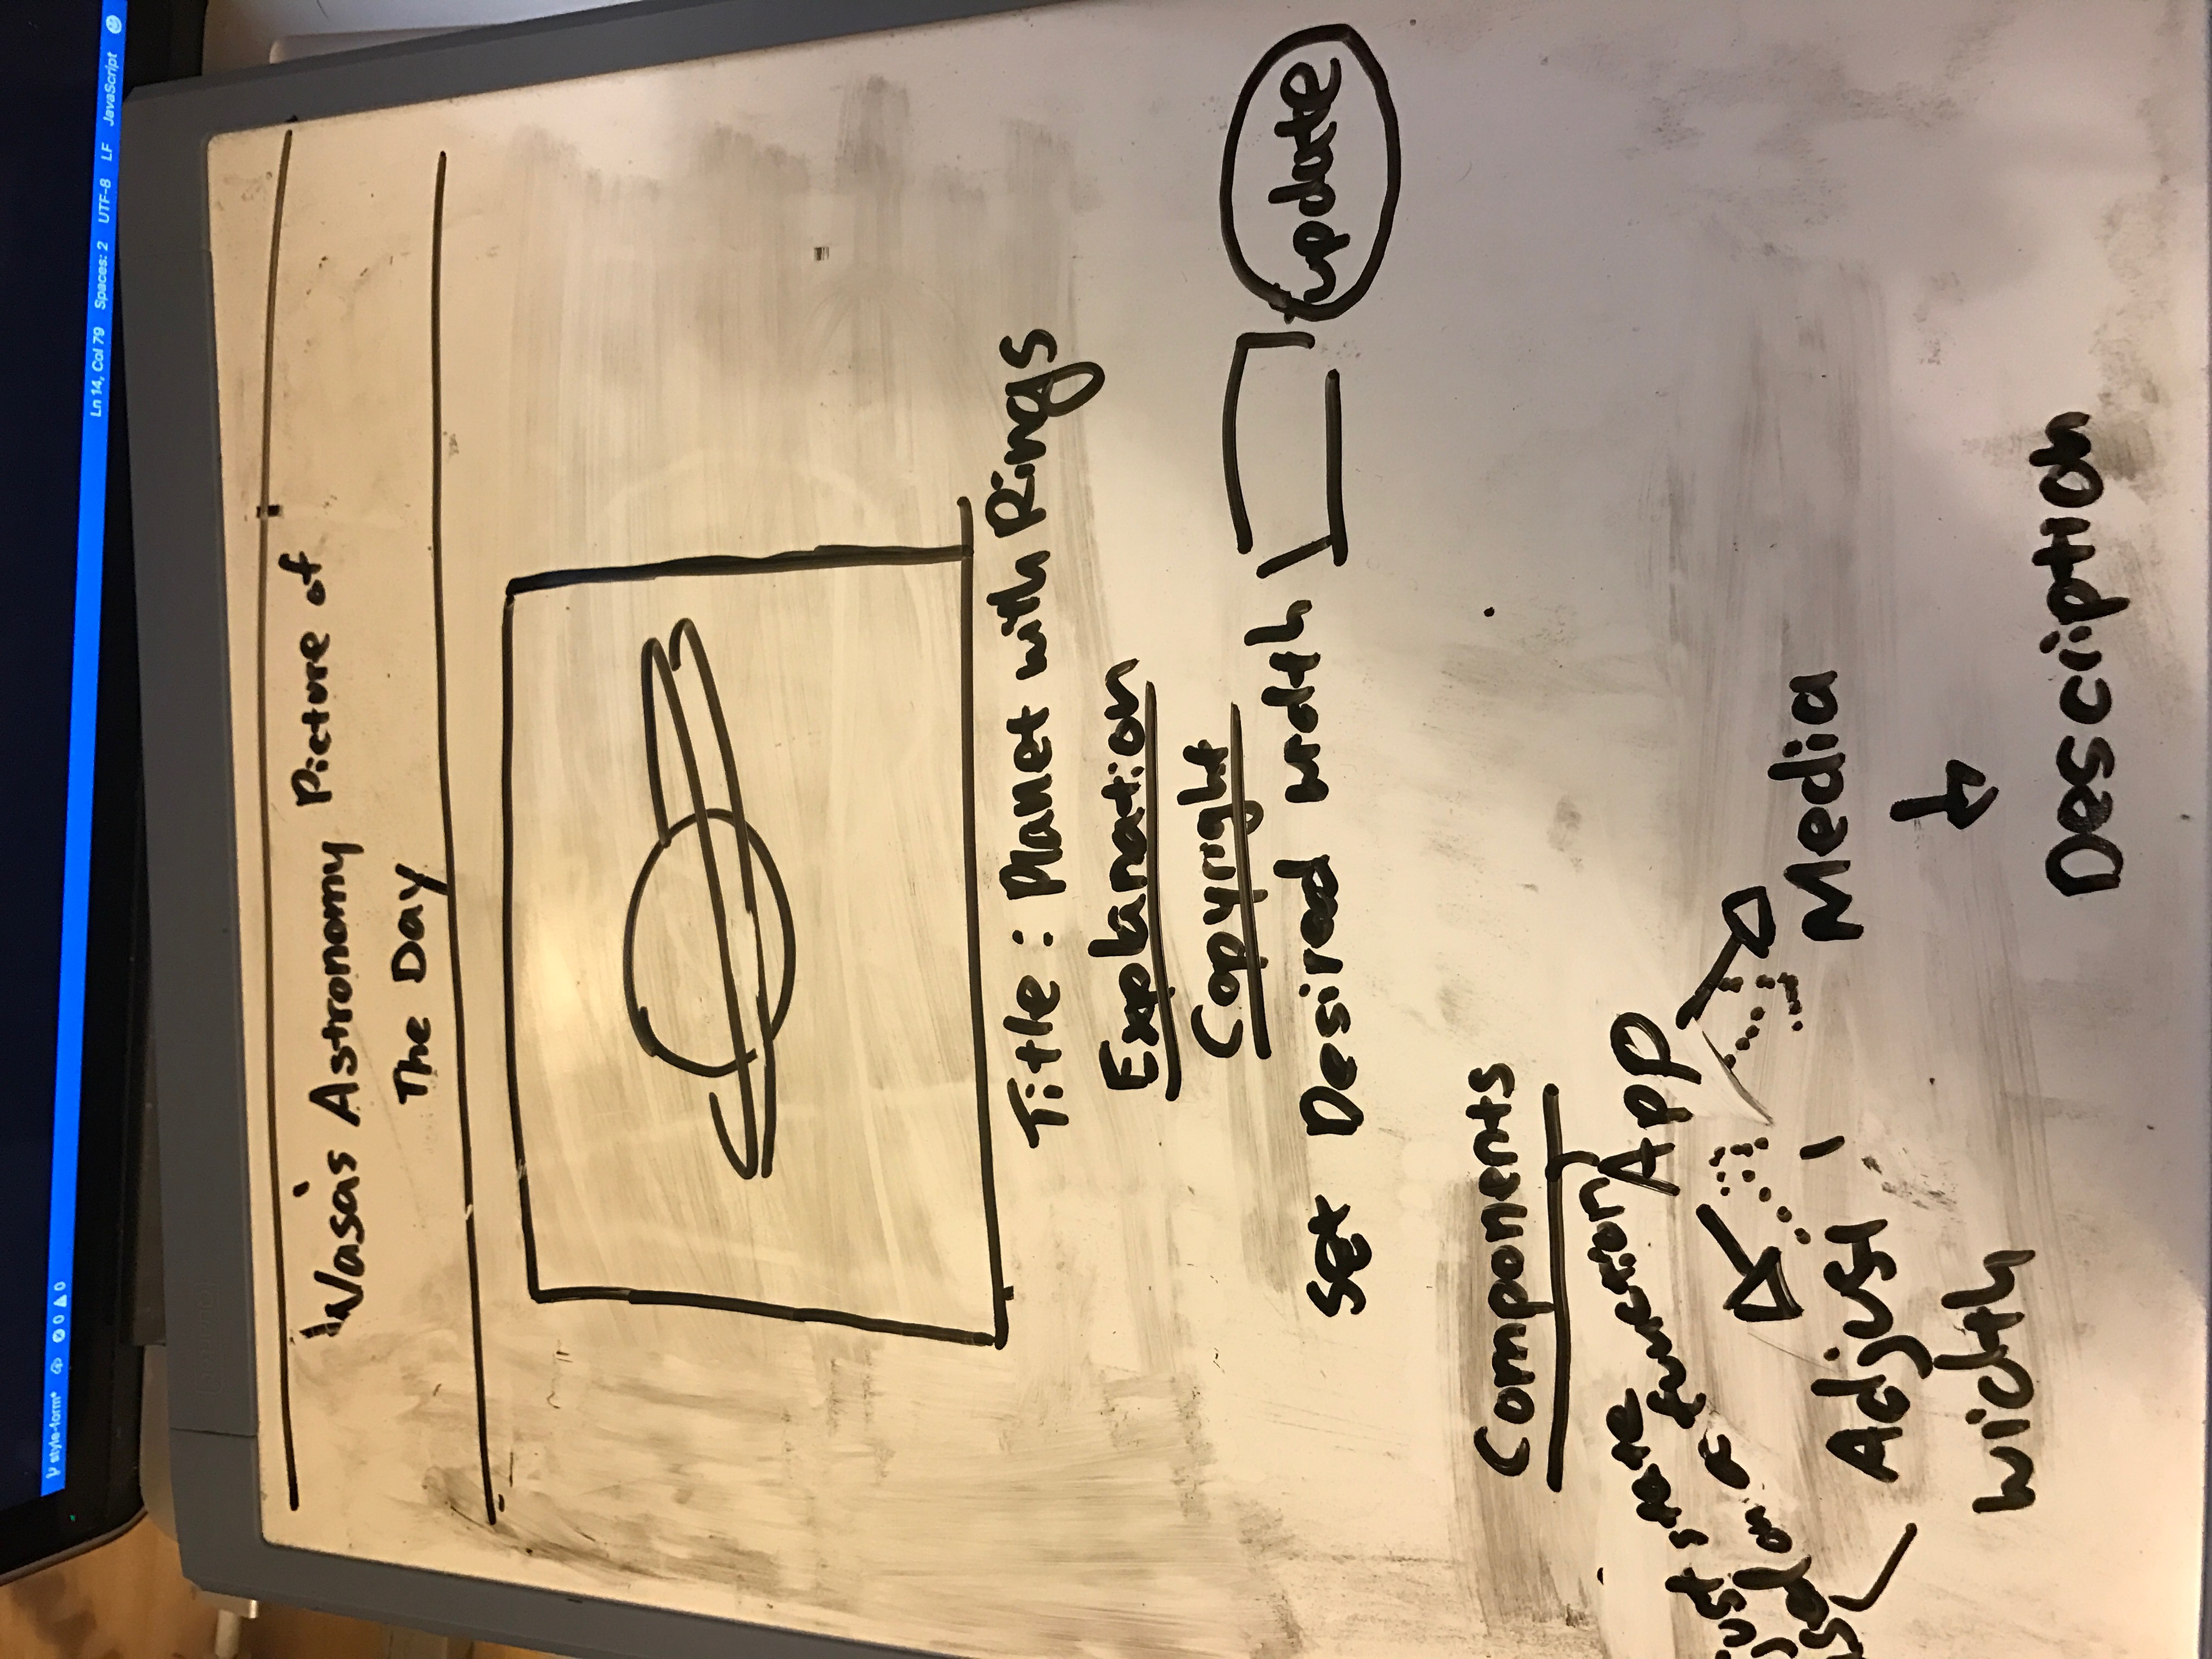 style-form* 0 0
Ln 14, Col 79 Spaces: 2 UTF-8 LF JavaScript
Nasa's Astronomy Picture of
The Day
Title: Planet with Rings
Explanation
Copyright
Set Desired width update
Components
just state
sed on a function
App
Adjust
width
Media
Description